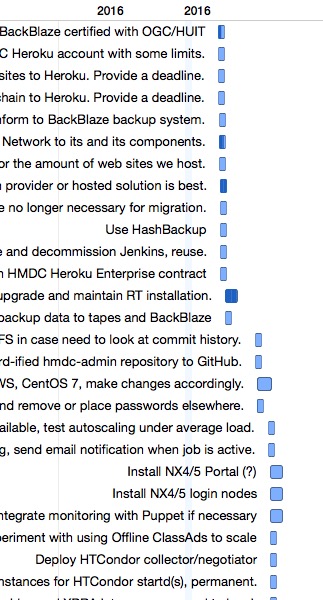 2016 2016
BackBlaze certified with OGC/HUIT
C Heroku account with some limits.
sites to Heroku. Provide a deadline.
chain to Heroku. Provide a deadline.
nform to BackBlaze backup system.
Network to its and its components.
or the amount of web sites we host.
provider or hosted solution is best.
e no longer necessary for migration.
Use HashBackup
e and decommission Jenkins, reuse.
HMDC Heroku Enterprise contract
upgrade and maintain RT installation.
backup data to tapes and BackBlaze
FS in case need to look at commit history.
rd-ified hmdc-admin repository to GitHub.
WS, CentOS 7, make changes accordingly.
nd remove or place passwords elsewhere.
ailable, test autoscaling under average load.
g, send email notification when job is active.
Install NX4/5 Portal (?)
Install NX4/5 login nodes
ntegrate monitoring with Puppet if necessary
periment with using Offline ClassAds to scale
Deploy HTCondor collector/negotiator
nstances for HTCondor startd(s), permanent.